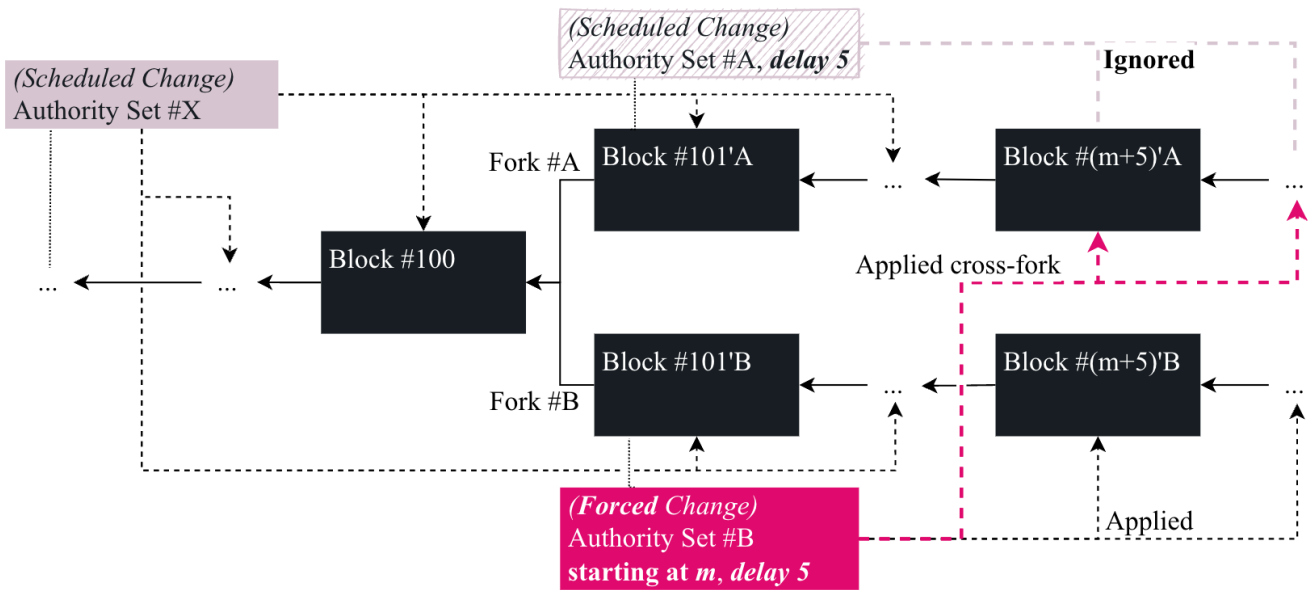 (Scheduled Change)
Authority Set #A, delay 5
Ignored
(Scheduled Change)
Authority Set #X
Fork #A
Block #101'A
...
Block #(m+5)'A
...
...
...
Block #100
Applied cross-fork
Fork #B
Block #101'B
...
Block #(m+5)'B
...
(Forced Change)
Authority Set #B
starting at m, delay 5
Applied